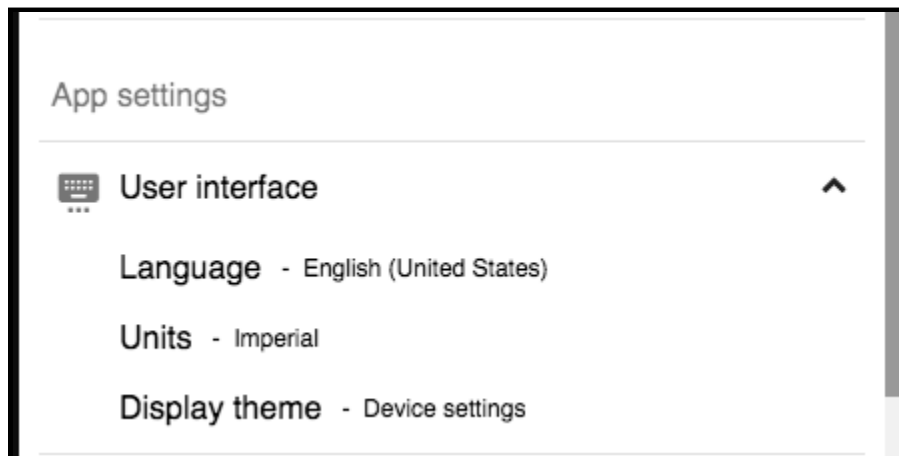 App settings
User interface
Language - English (United States)
Units - Imperial
Display theme - Device settings